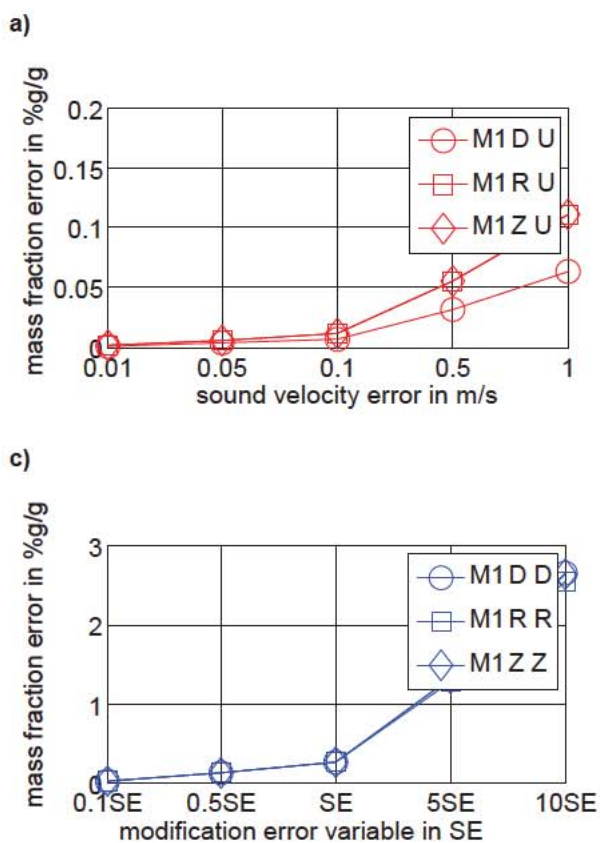 a)
mass fraction error in %g/g
0.2
0.15
0.1
0.05
0
M1 D U
M1 R U
M1 Z U
0.01 0.05 0.1 0.5 1
sound velocity error in m/s
c)
mass fraction error in %g/g
3
2
1
0
M1 D D
M1 R R
M1 Z Z
0.1SE 0.5SE SE 5SE 10SE
modification error variable in SE